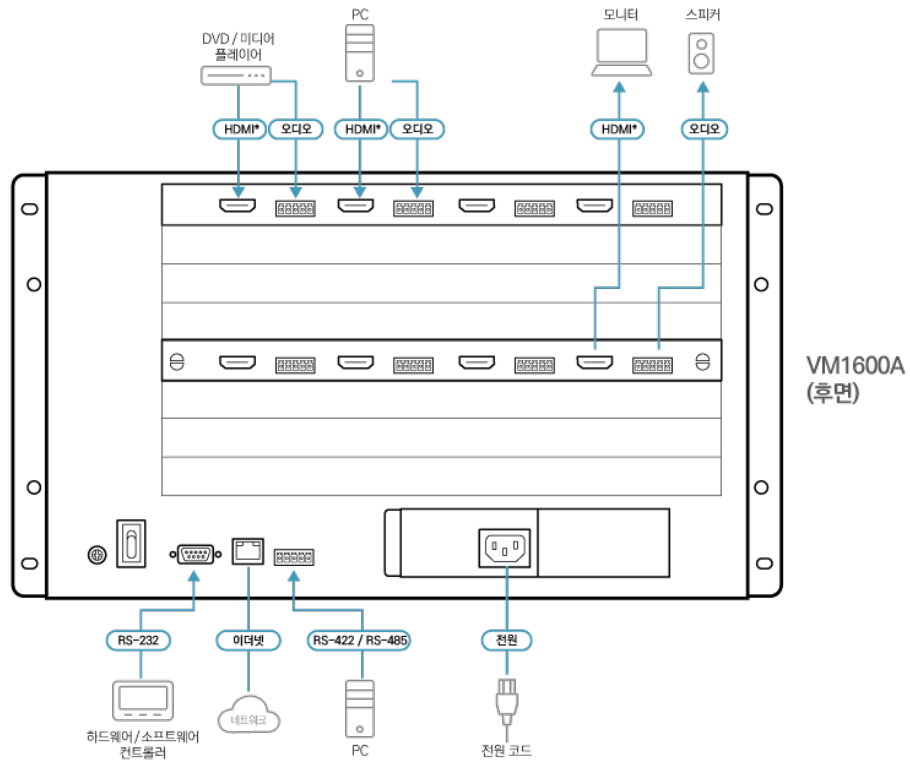 DVD / 미디어
플레이어
PC
모니터
스피커
HDMI*
오디오
HDMI*
오디오
HDMI*
오디오
VM1600A
(후면)
RS-232
이더넷
RS-422 / RS-485
전원
하드웨어 / 소프트웨어
컨트롤러
네트워크
PC
전원 코드